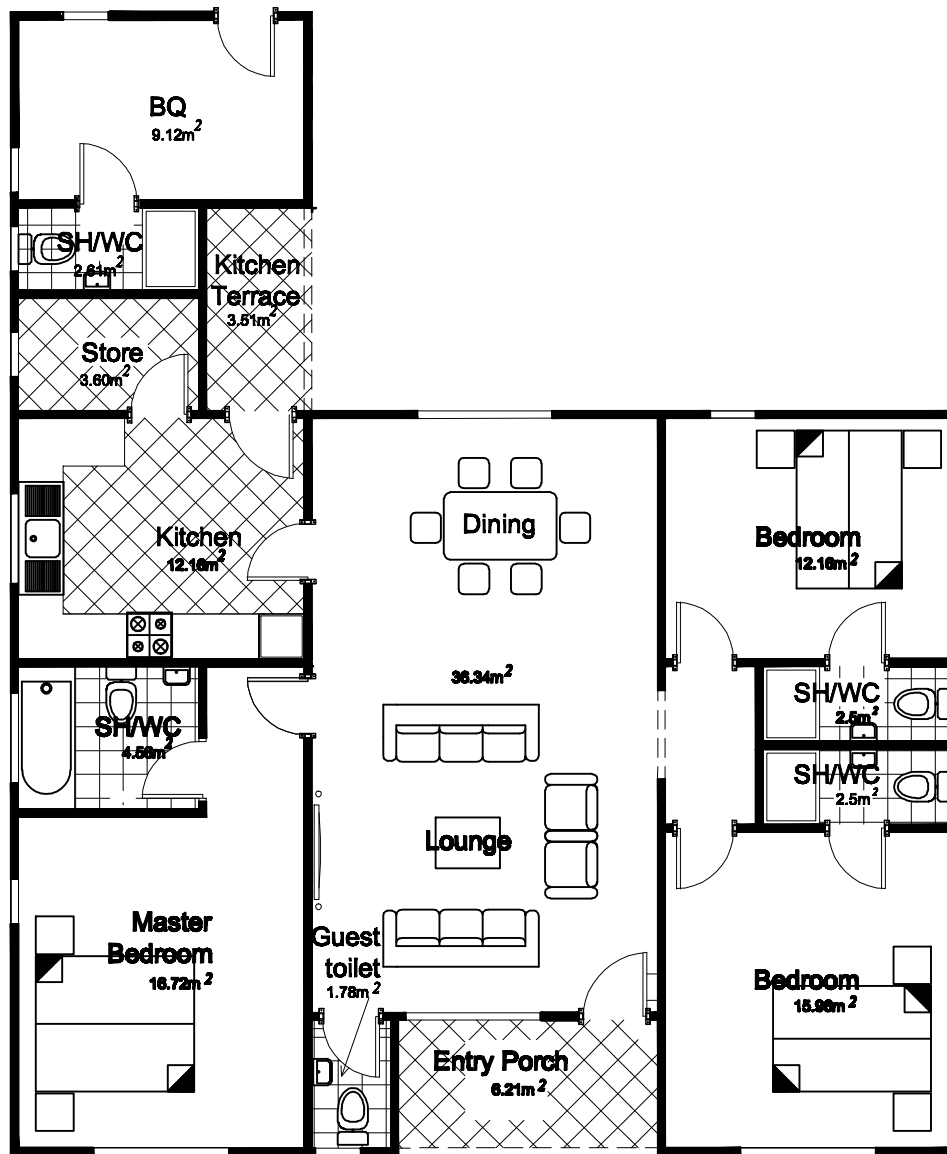 BQ
9.12m²
SH/WC
2.61m²
Kitchen
Terrace
3.51m²
Store
3.60m²
Kitchen
12.16m²
Dining
Bedroom
12.16m²
36.34m²
SH/WC
4.56m²
SH/WC
2.5m²
SH/WC
2.5m²
Lounge
Master
Bedroom
16.72m²
Guest
toilet
1.78m²
Bedroom
15.96m²
Entry Porch
6.21m²